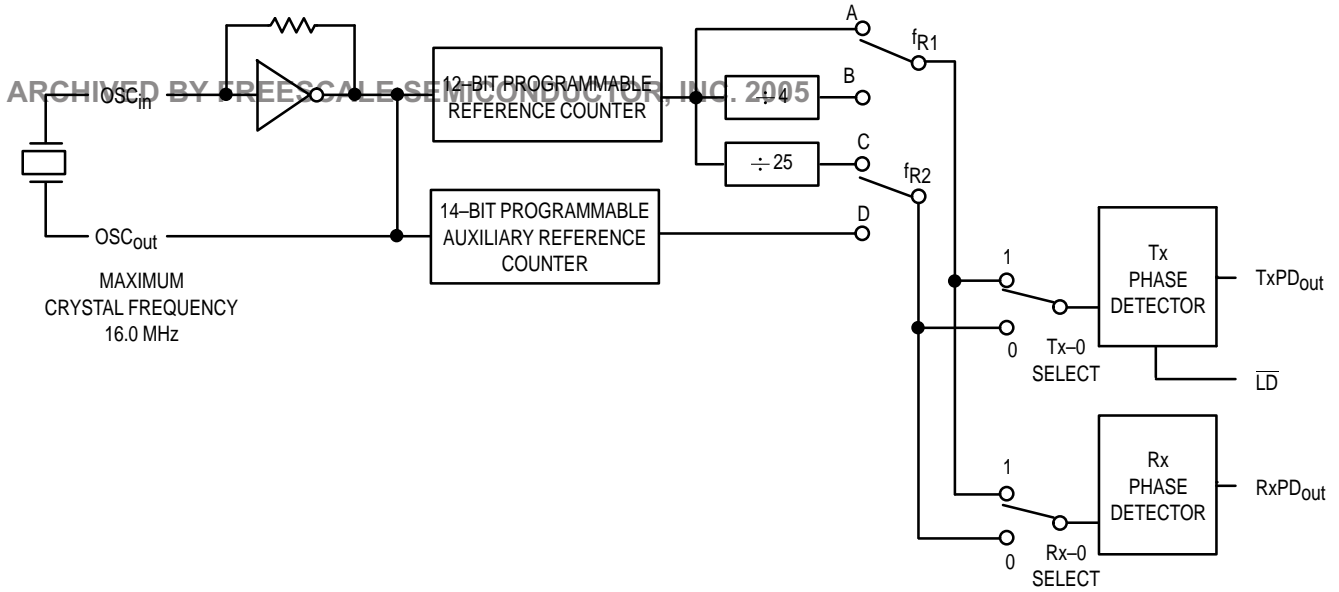 ARCHIVED BY FREESCALE SEMICONDUCTOR, INC. 2005
OSCin
12–BIT PROGRAMMABLE
REFERENCE COUNTER
A
fR1
B
÷ 4
C
÷ 25
fR2
D
14–BIT PROGRAMMABLE
AUXILIARY REFERENCE
COUNTER
OSCout
MAXIMUM
CRYSTAL FREQUENCY
16.0 MHz
1
0
Tx–0
SELECT
Tx
PHASE
DETECTOR
TxPDout
LD
1
0
Rx–0
SELECT
Rx
PHASE
DETECTOR
RxPDout